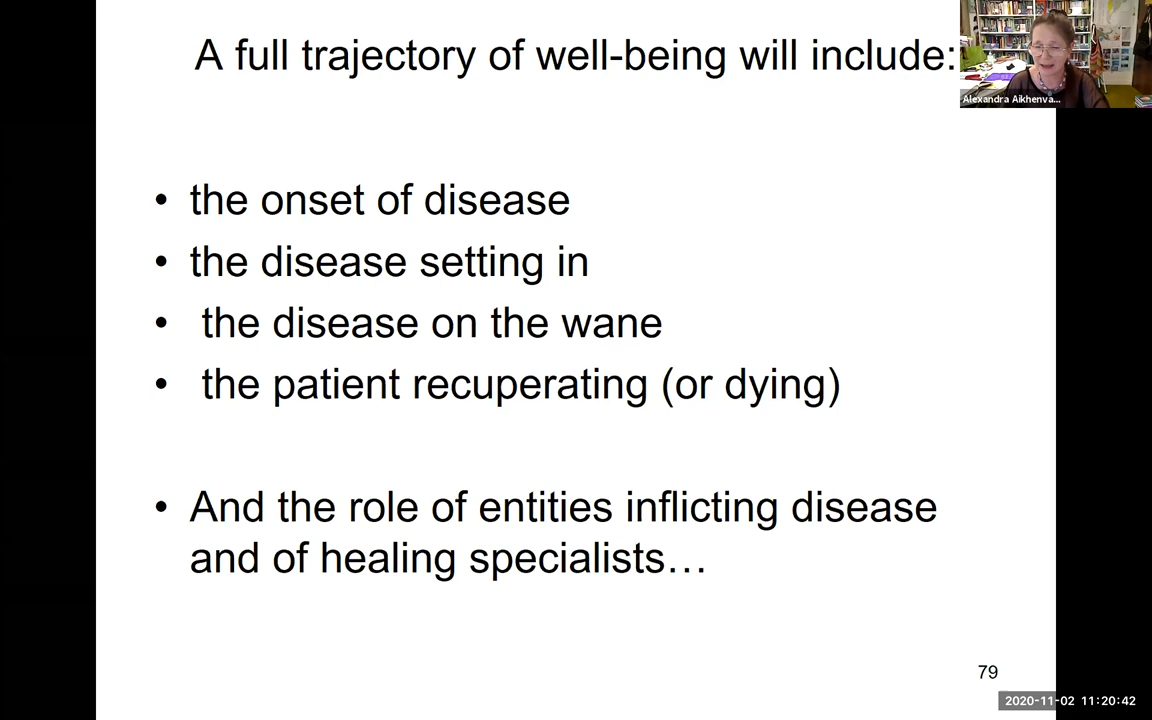 A full trajectory of well-being will include:
Alexandra Aikhenva...
• the onset of disease
• the disease setting in
• the disease on the wane
• the patient recuperating (or dying)
• And the role of entities inflicting disease
and of healing specialists…
79
2020-11-02 11:20:42